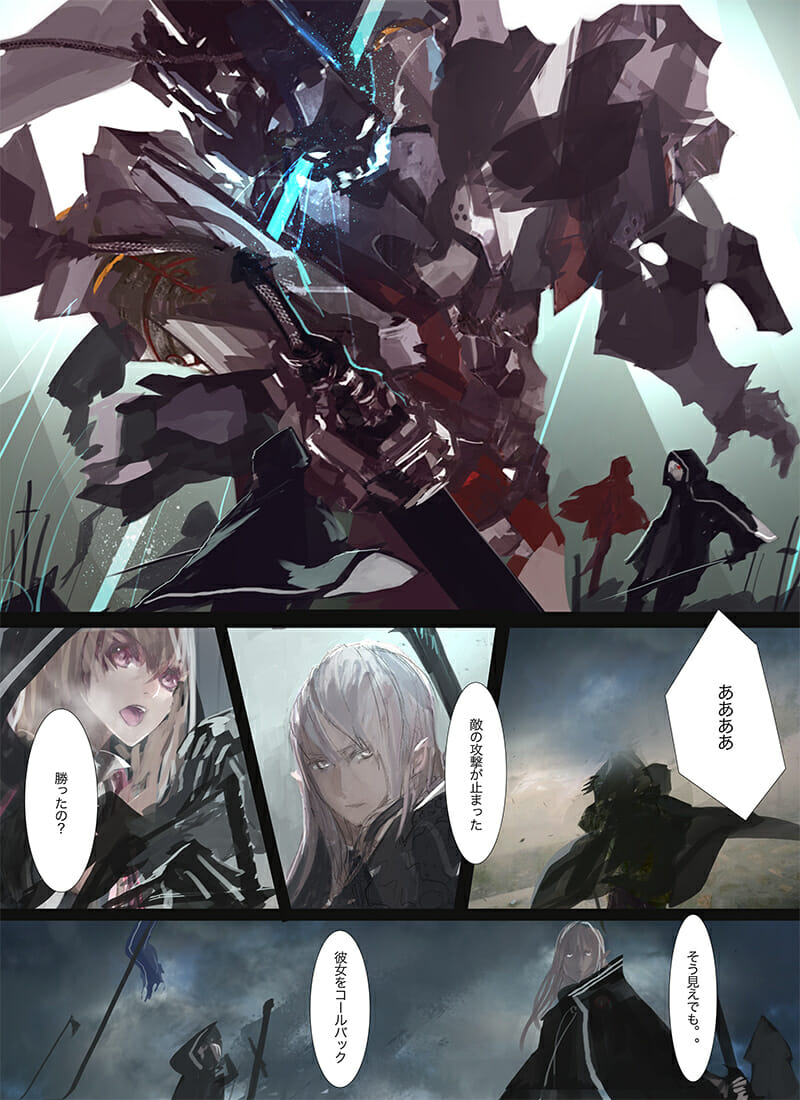 ああああ
敵の攻撃が止まった
勝ったの?
そう見えでも。。
彼女をコールバック